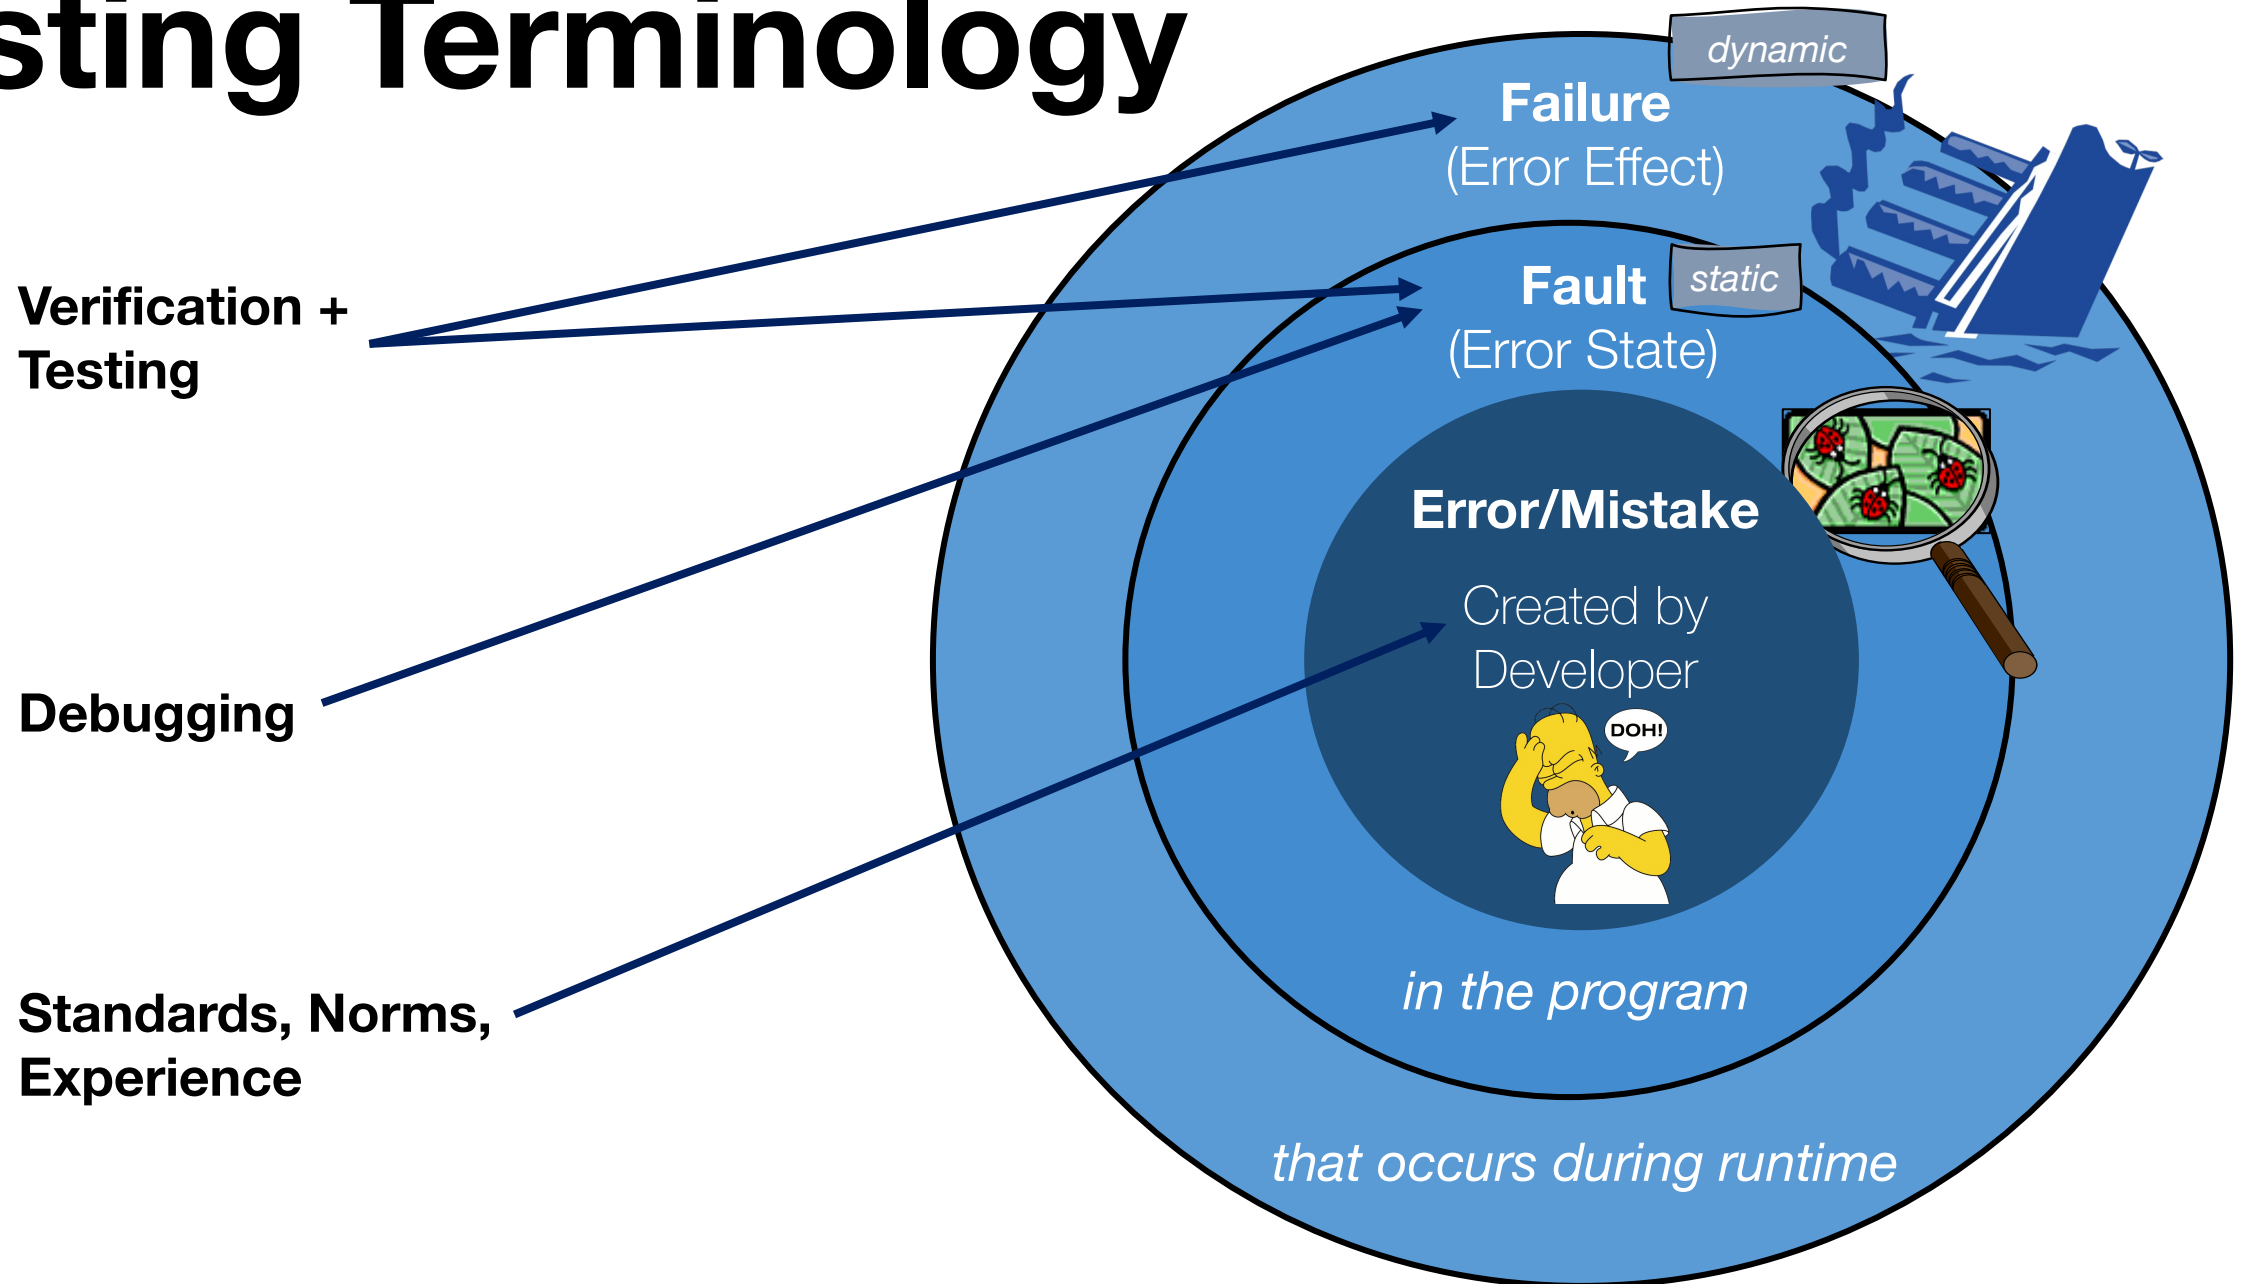 sting Terminology
dynamic
Failure
(Error Effect)
Verification +
Testing
Fault
static
(Error State)
Error/Mistake
Created by
Developer
DOH!
Debugging
in the program
Standards, Norms,
Experience
that occurs during runtime